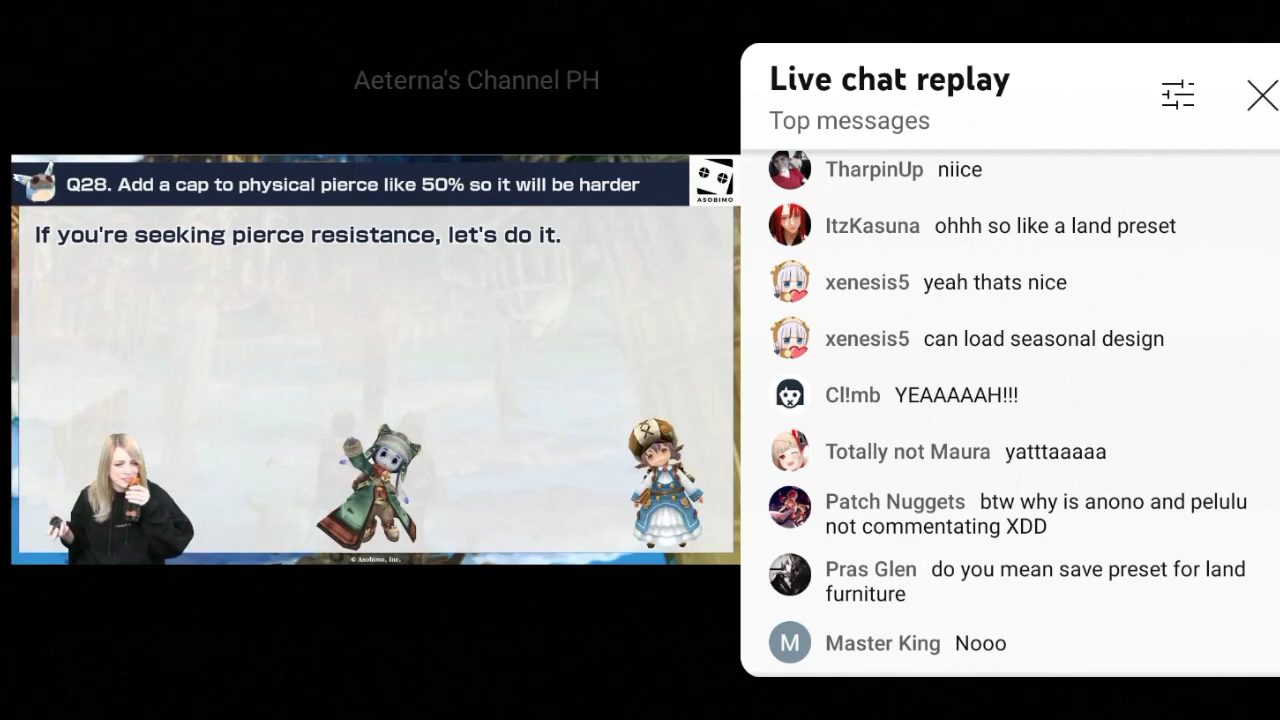 Aeterna's Channel PH
Q28. Add a cap to physical pierce like 50% so it will be harder
ASOBIMO
If you're seeking pierce resistance, let's do it.
© Asobimo, Inc.
Live chat replay
Top messages
TharpinUp niice
ItzKasuna ohhh so like a land preset
xenesis5 yeah thats nice
xenesis5 can load seasonal design
Cl!mb YEAAAAAH!!!
Totally not Maura yatttaaaaa
Patch Nuggets btw why is anono and pelulu
not commentating XDD
Pras Glen do you mean save preset for land
furniture
M
Master King Nooo